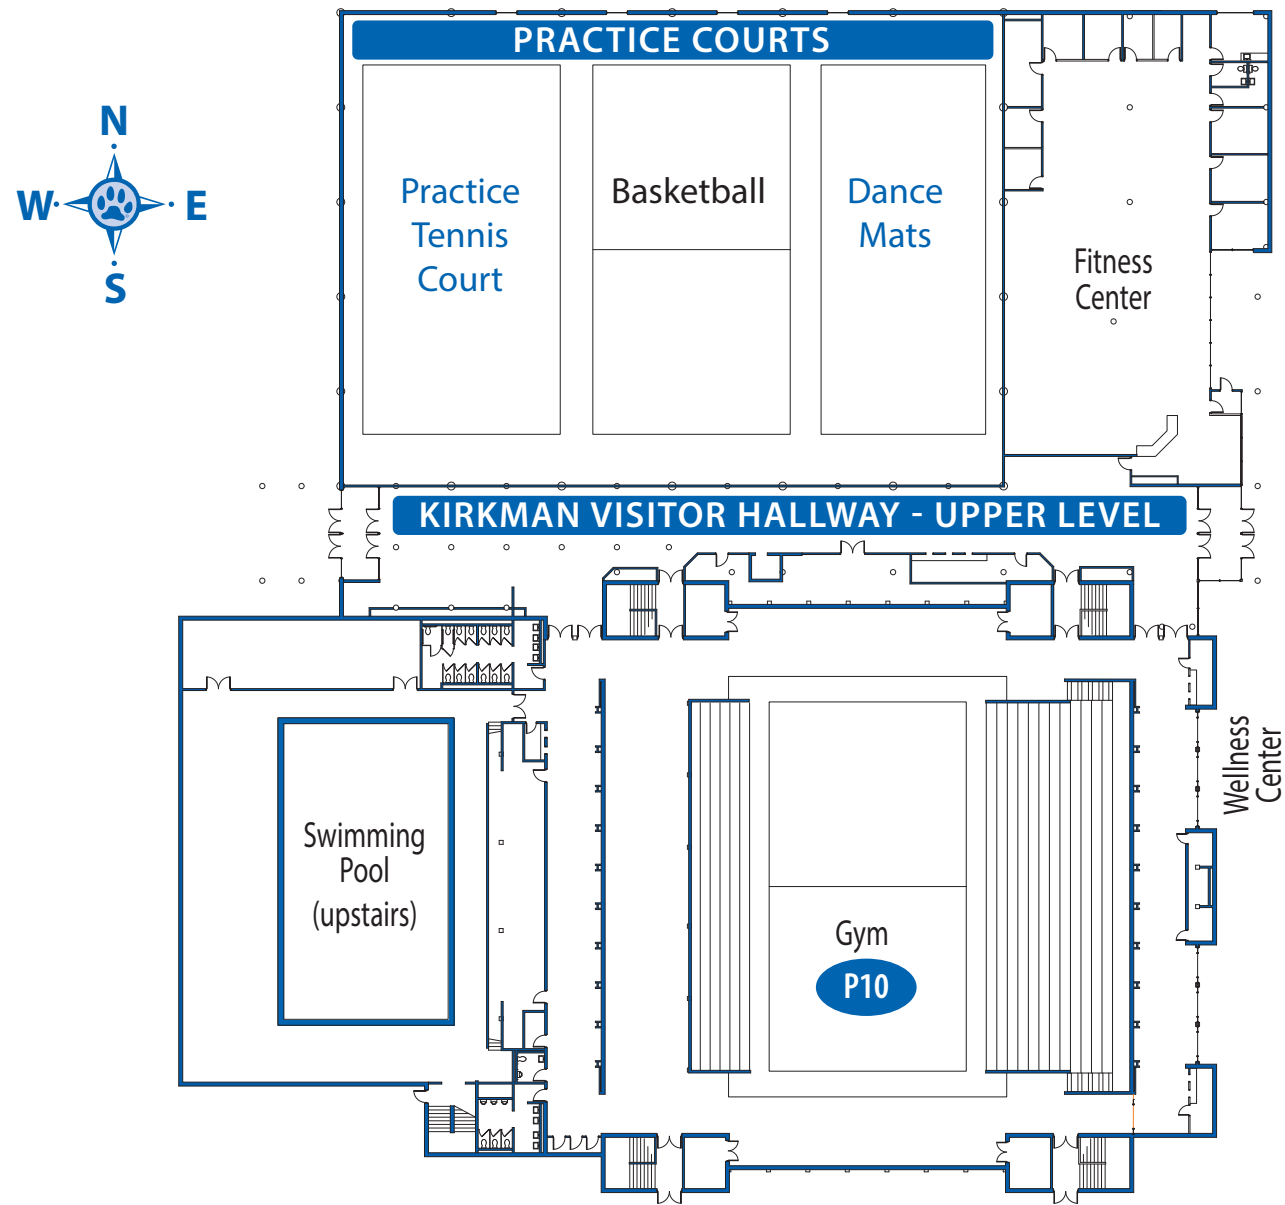 PRACTICE COURTS
N
W
E
S
Practice
Tennis
Court
Basketball
Dance
Mats
Fitness
Center
KIRKMAN VISITOR HALLWAY - UPPER LEVEL
Swimming
Pool
(upstairs)
Gym
P10
Wellness
Center